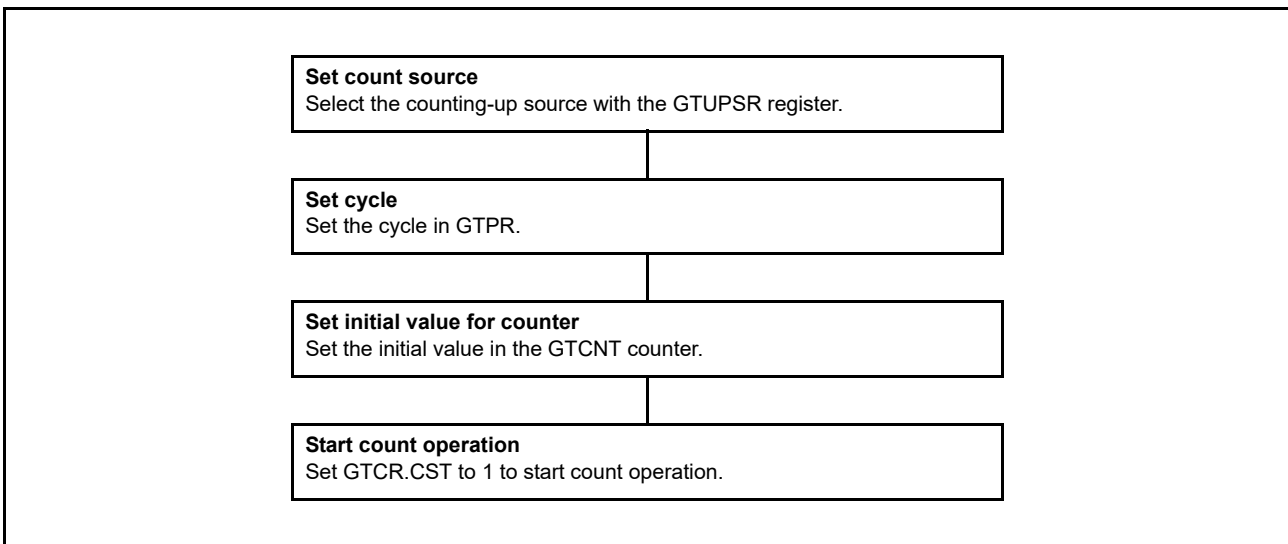 Set count source
Select the counting-up source with the GTUPSR register.
Set cycle
Set the cycle in GTPR.
Set initial value for counter
Set the initial value in the GTCNT counter.
Start count operation
Set GTCR.CST to 1 to start count operation.